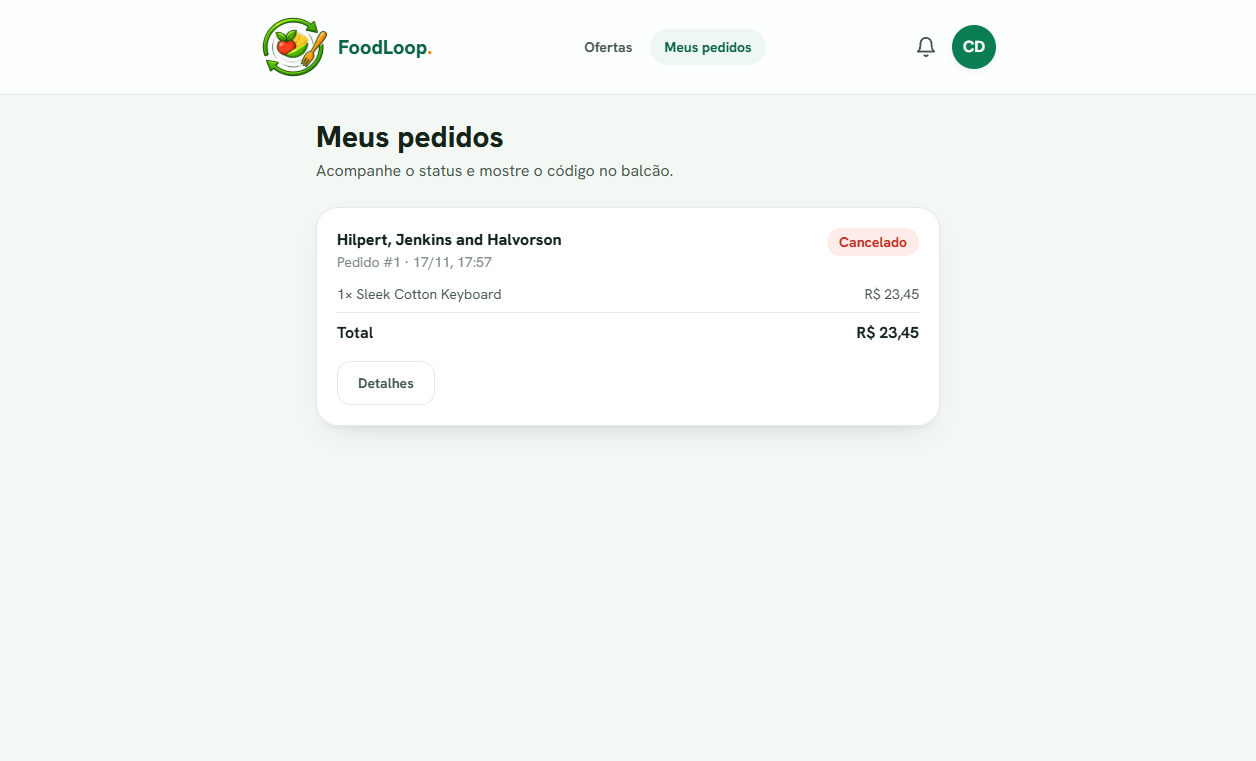 FoodLoop.
Ofertas
Meus pedidos
CD
Meus pedidos
Acompanhe o status e mostre o código no balcão.
Hilpert, Jenkins and Halvorson
Cancelado
Pedido #1 · 17/11, 17:57
1× Sleek Cotton Keyboard R$ 23,45
Total R$ 23,45
Detalhes